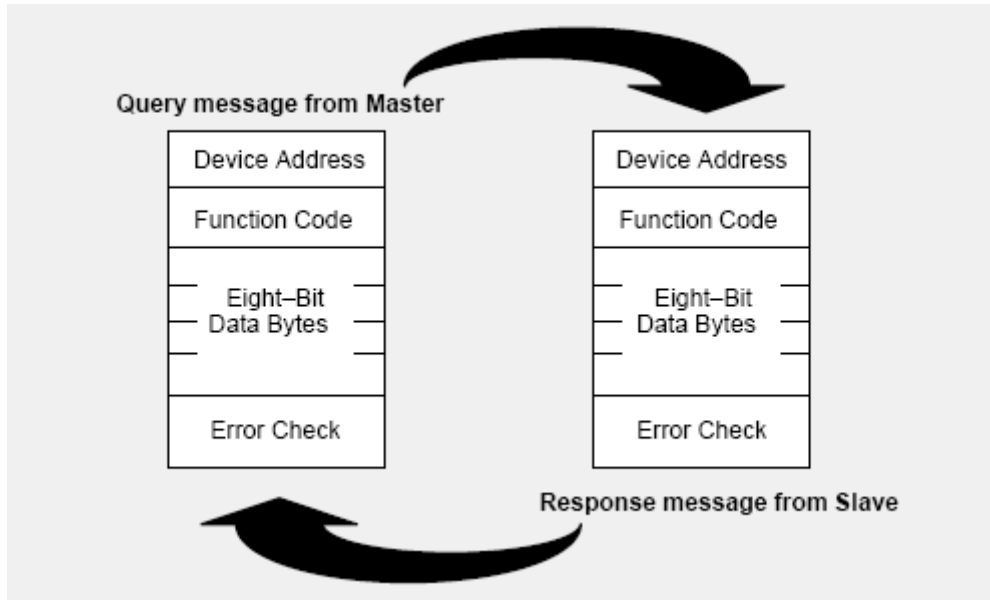 Query message from Master
Device Address
Function Code
Eight–Bit
Data Bytes
Error Check
Device Address
Function Code
Eight–Bit
Data Bytes
Error Check
Response message from Slave